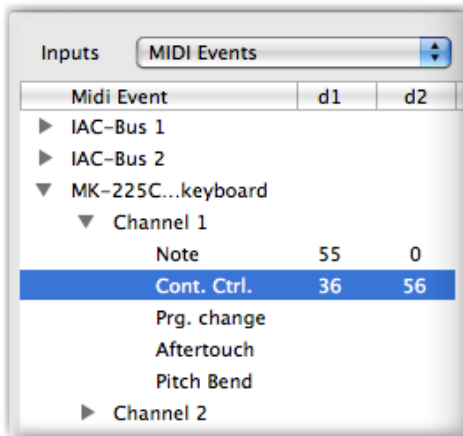 Inputs MIDI Events
Midi Event d1 d2
IAC-Bus 1
IAC-Bus 2
MK-225C...keyboard
Channel 1
Note 55 0
Cont. Ctrl. 36 56
Prg. change
Aftertouch
Pitch Bend
Channel 2